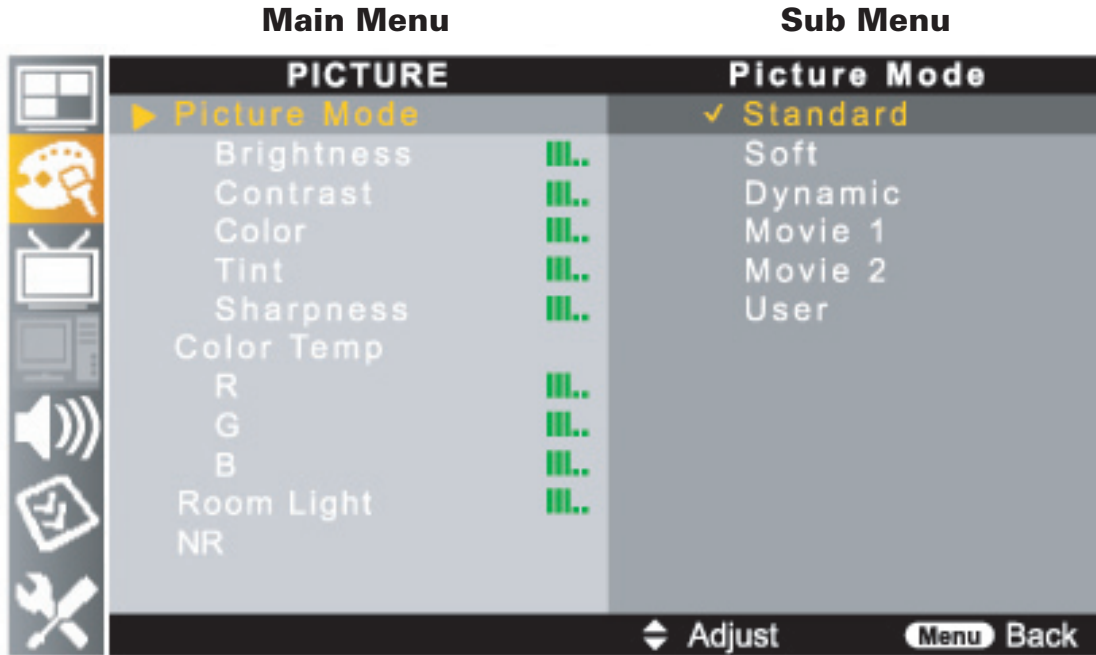 Main Menu
Sub Menu
PICTURE
Picture Mode
Picture Mode
Brightness
Contrast
Color
Tint
Sharpness
Color Temp
R
G
B
Room Light
NR
Standard
Soft
Dynamic
Movie 1
Movie 2
User
Adjust
Menu Back